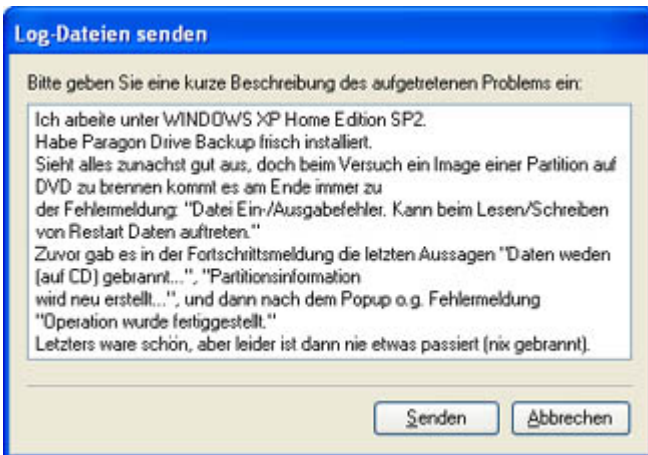 Log-Dateien senden
Bitte geben Sie eine kurze Beschreibung des aufgetretenen Problems ein:
Ich arbeite unter WINDOWS XP Home Edition SP2.
Habe Paragon Drive Backup frisch installiert.
Sieht alles zunachst gut aus, doch beim Versuch ein Image einer Partition auf
DVD zu brennen kommt es am Ende immer zu
der Fehlermeldung: "Datei Ein-/Ausgabefehler. Kann beim Lesen/Schreiben
von Restart Daten auftreten."
Zuvor gab es in der Fortschrittsmeldung die letzten Aussagen "Daten weden
(auf CD) gebrannt...", "Partitionsinformation
wird neu erstellt...", und dann nach dem Popup o.g. Fehlermeldung
"Operation wurde fertiggestellt."
Letzters ware schön, aber leider ist dann nie etwas passiert (nix gebrannt).
Senden Abbrechen